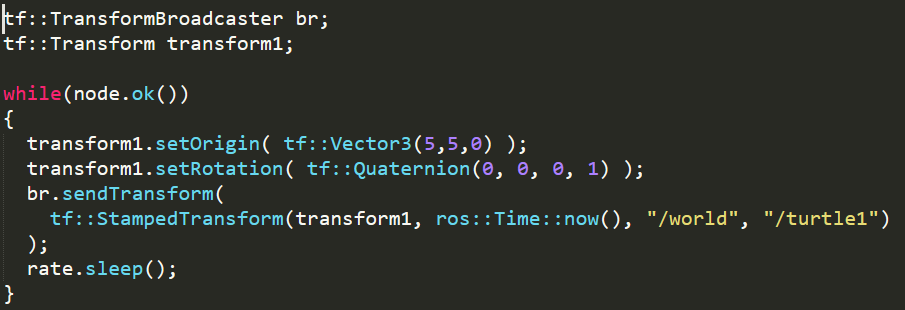 tf::TransformBroadcaster br;
tf::Transform transform1;

while(node.ok())
{
  transform1.setOrigin( tf::Vector3(5,5,0) );
  transform1.setRotation( tf::Quaternion(0, 0, 0, 1) );
  br.sendTransform(
    tf::StampedTransform(transform1, ros::Time::now(), "/world", "/turtle1")
  );
  rate.sleep();
}